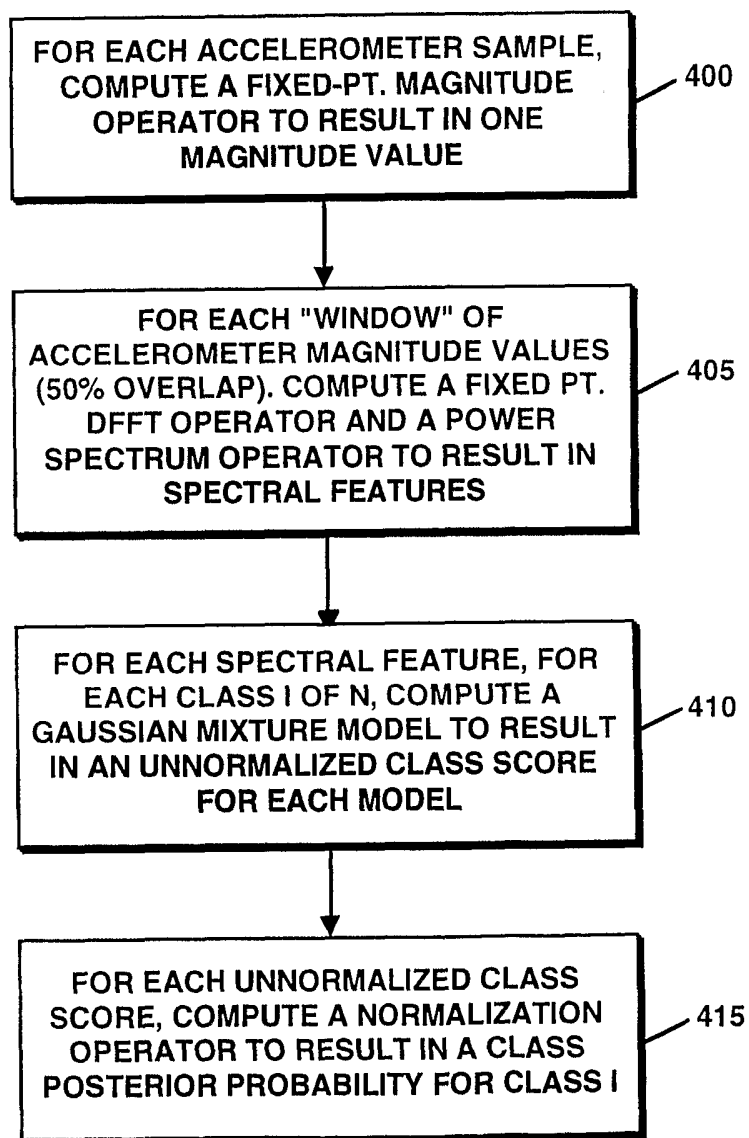 FOR EACH ACCELEROMETER SAMPLE,
COMPUTE A FIXED-PT. MAGNITUDE
OPERATOR TO RESULT IN ONE
MAGNITUDE VALUE
400
FOR EACH "WINDOW" OF
ACCELEROMETER MAGNITUDE VALUES
(50% OVERLAP). COMPUTE A FIXED PT.
DFFT OPERATOR AND A POWER
SPECTRUM OPERATOR TO RESULT IN
SPECTRAL FEATURES
405
FOR EACH SPECTRAL FEATURE, FOR
EACH CLASS I OF N, COMPUTE A
GAUSSIAN MIXTURE MODEL TO RESULT
IN AN UNNORMALIZED CLASS SCORE
FOR EACH MODEL
410
FOR EACH UNNORMALIZED CLASS
SCORE, COMPUTE A NORMALIZATION
OPERATOR TO RESULT IN A CLASS
POSTERIOR PROBABILITY FOR CLASS I
415